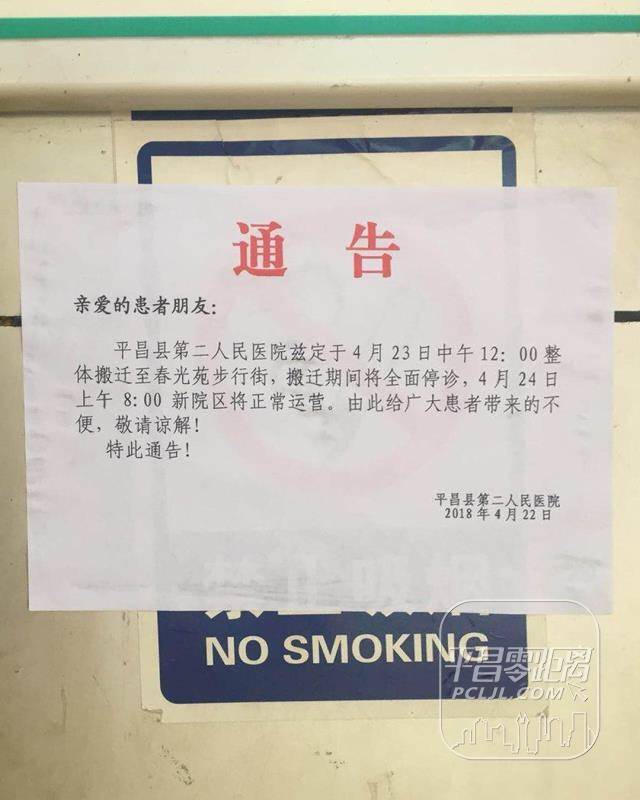 通 告
亲爱的患者朋友：
平昌县第二人民医院兹定于4月23日中午12：00整
体搬迁至春光苑步行街，搬迁期间将全面停诊，4月24日
上午 8:00 新院区将正常运营。由此给广大患者带来的不
便，敬请谅解！
特此通告！
平昌县第二人民医院
2018年4月22日
NO SMOKING
平昌零距离
PCLJL.COM